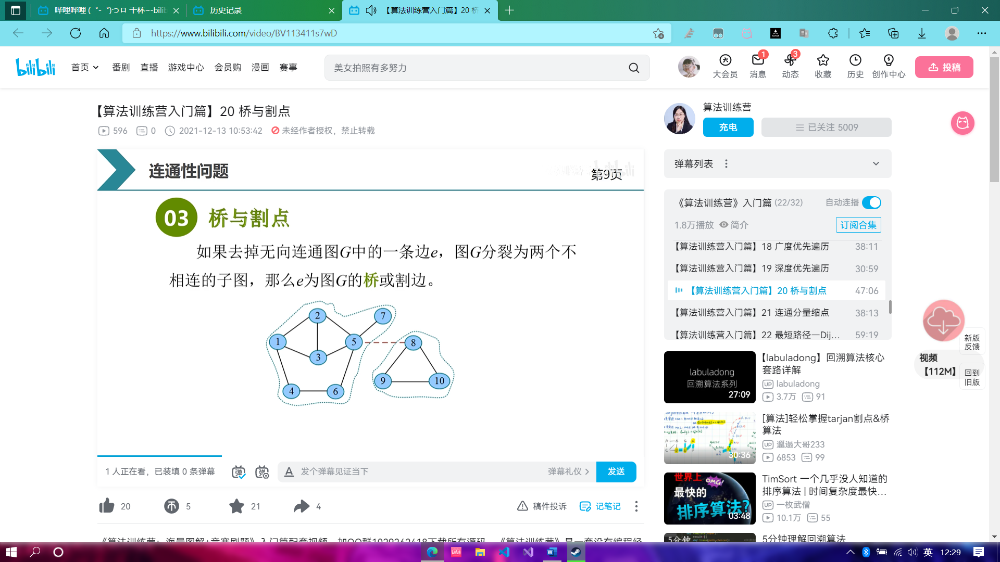 哔哩哔哩 (゜-゜)つロ 干杯~-bilib
历史记录
【算法训练营入门篇】20 桥
https://www.bilibili.com/video/BV113411s7wD
bilibili
首页
番剧
直播
游戏中心
会员购
漫画
赛事
美女拍照有多努力
大会员
1
消息
3
动态
收藏
历史
创作中心
投稿
【算法训练营入门篇】20 桥与割点
596
0
2021-12-13 10:53:42
未经作者授权，禁止转载
算法训练营
充电
已关注 5009
连通性问题
第9页
03 桥与割点
如果去掉无向连通图G中的一条边e，图G分裂为两个不
相连的子图，那么e为图G的桥或割边。
2
7
1
5
8
3
9
10
4
6
弹幕列表
《算法训练营》入门篇 (22/32)
自动连播
1.8万播放
简介
订阅合集
【算法训练营入门篇】18 广度优先遍历 38:11
【算法训练营入门篇】19 深度优先遍历 30:59
【算法训练营入门篇】20 桥与割点 47:06
【算法训练营入门篇】21 连通分量缩点 38:13
【算法训练营入门篇】22 最短路径—Dij... 59:19
新版
反馈
视频
【112M】
回到
旧版
labuladong
回溯算法系列
27:09
【labuladong】回溯算法核心
套路详解
UP labuladong
3.7万
91
30:36
[算法]轻松掌握tarjan割点&桥
算法
UP 邋遢大哥233
6853
99
世界上
OMG!
最快的
排序算法?
03:48
TimSort 一个几乎没人知道的
排序算法 | 时间复杂度最快...
UP 一枚武僧
10.1万
55
5分钟
5分钟理解回溯算法
1 人正在看，已装填 0 条弹幕
弹
弹
A
发个弹幕见证当下
弹幕礼仪
发送
20
5
21
4
稿件投诉
记笔记
《算法训练营：海量图解+竞赛刷题》入门篇配套视频，加QQ群1029262418下载所有源码。《算法训练营》是一套没有编程经
英
12:29